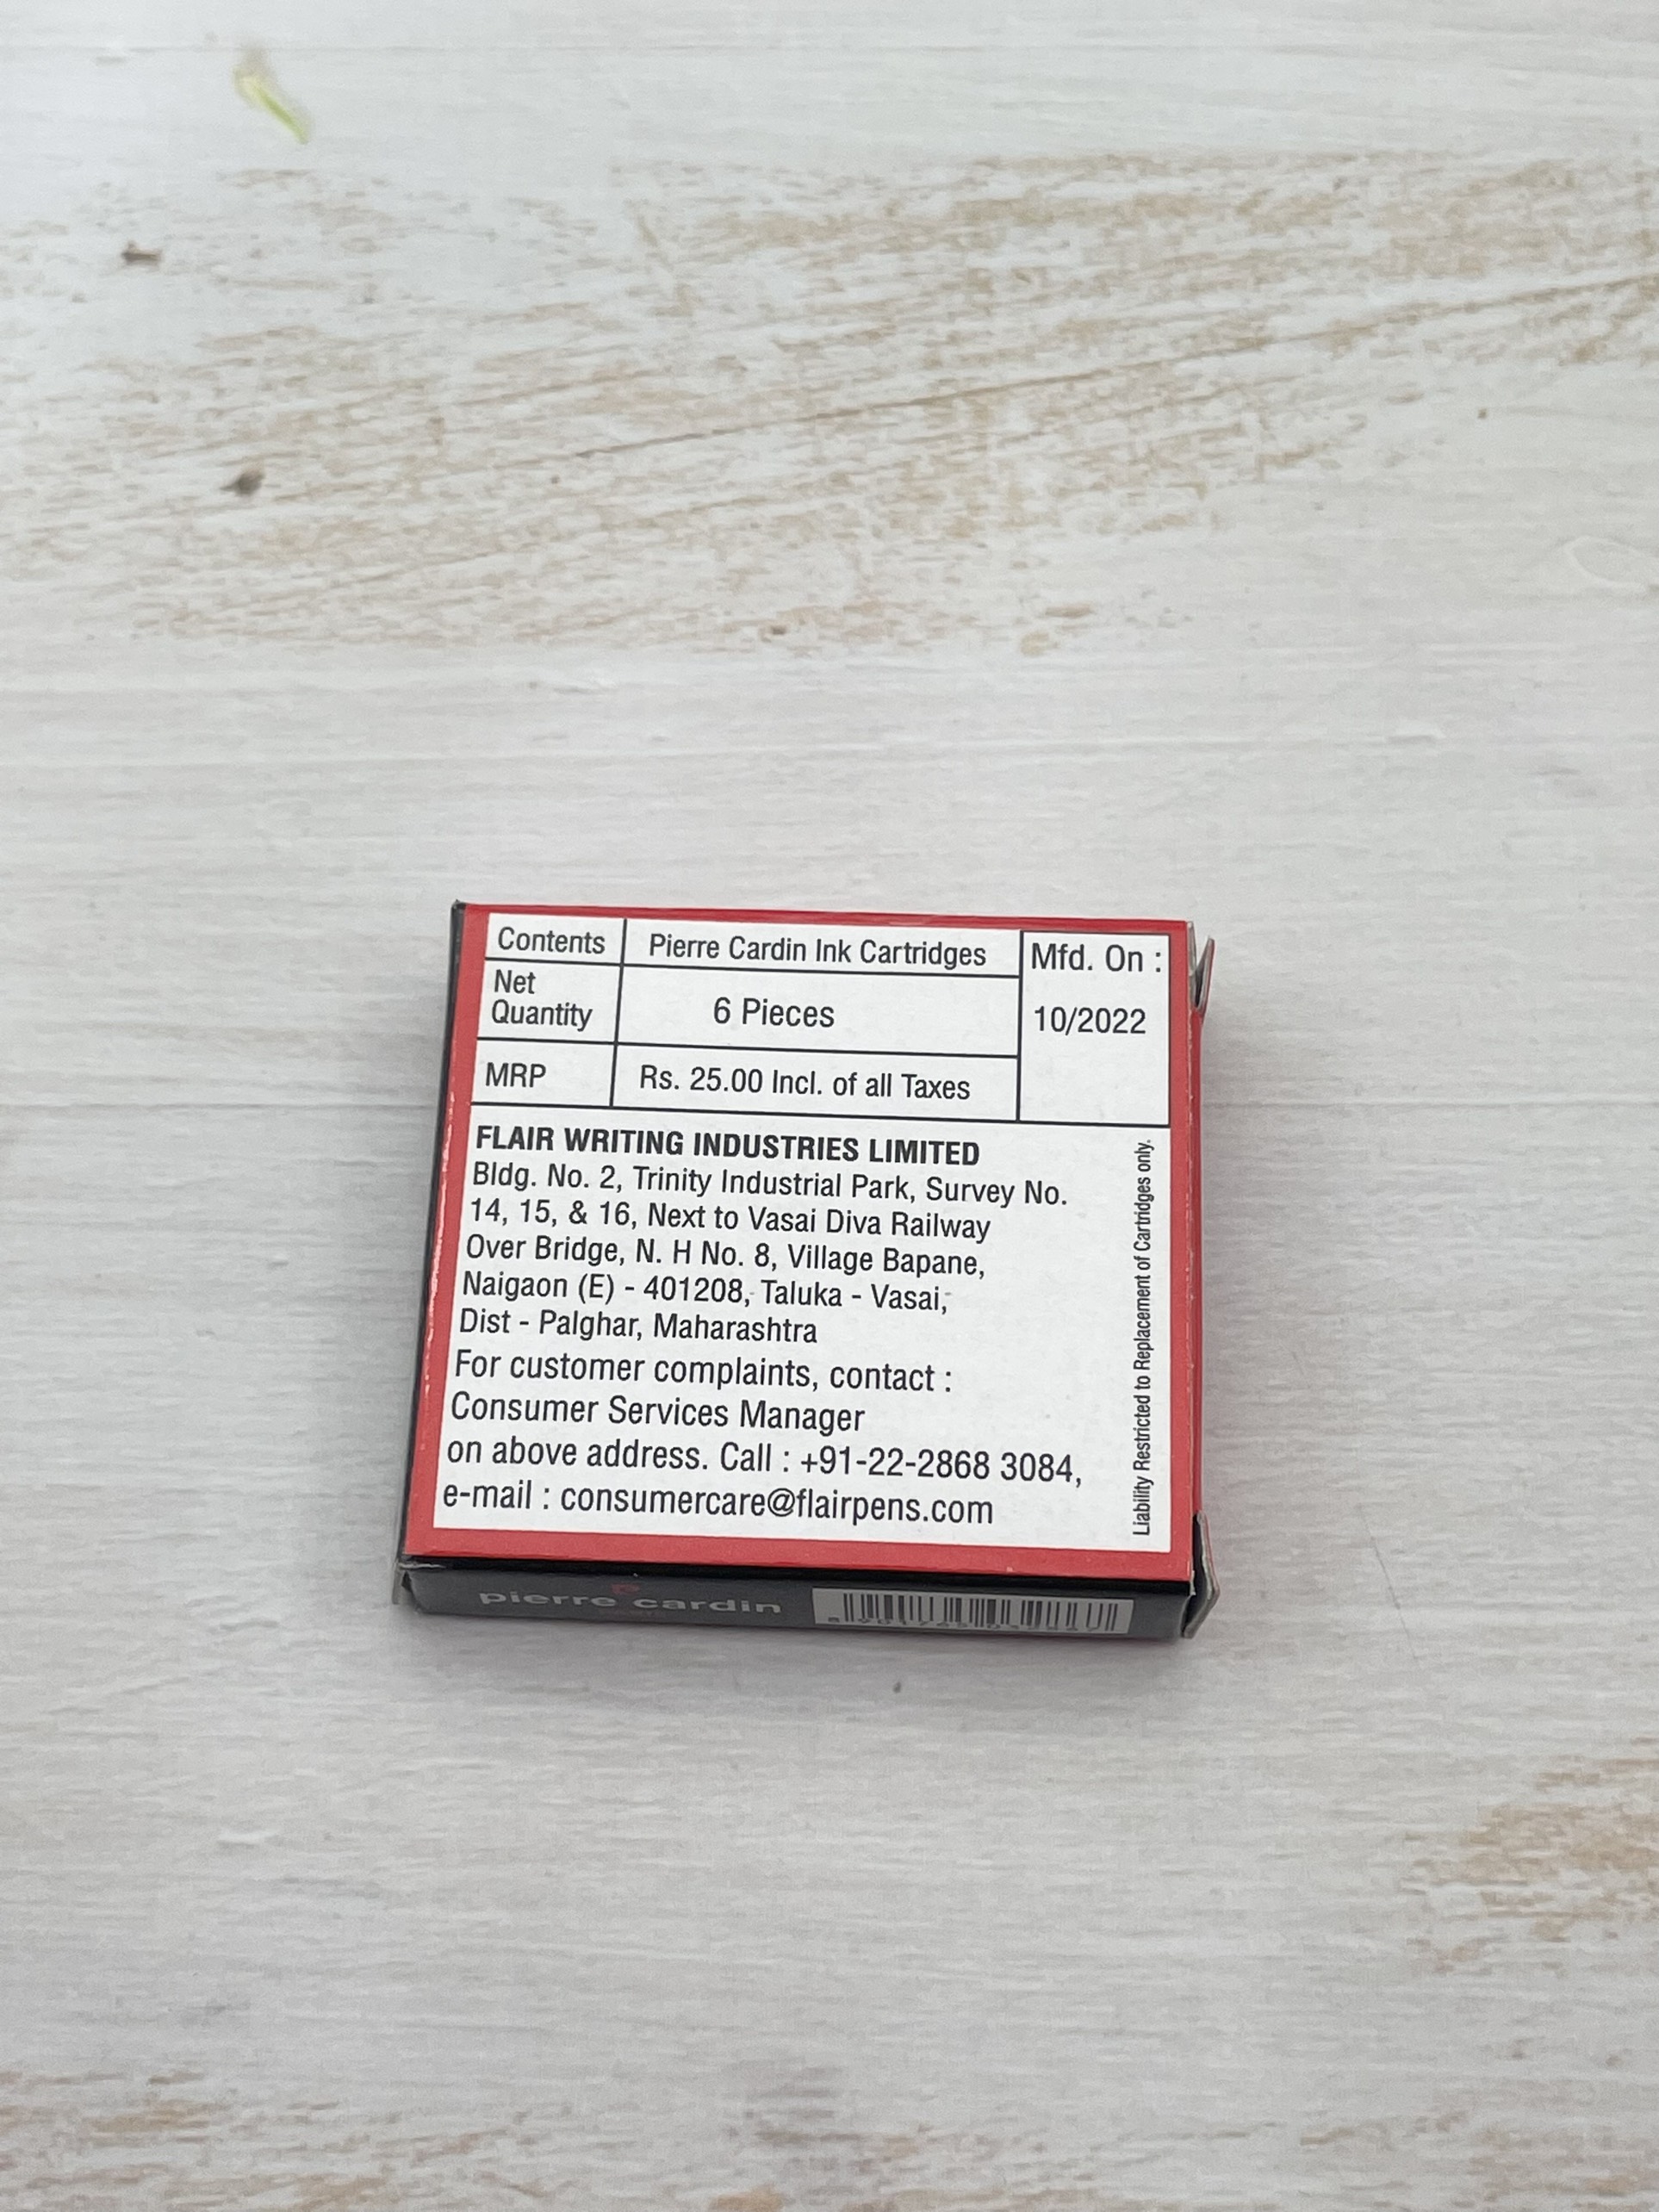 Contents Pierre Cardin Ink Cartridges Mfd. On :
Net
Quantity 6 Pieces 10/2022
MRP Rs. 25.00 Incl. of all Taxes
FLAIR WRITING INDUSTRIES LIMITED
Bldg. No. 2, Trinity Industrial Park, Survey No.
14, 15, & 16, Next to Vasai Diva Railway
Over Bridge, N. H No. 8, Village Bapane,
Naigaon (E) - 401208, Taluka - Vasai,
Dist - Palghar, Maharashtra
For customer complaints, contact :
Consumer Services Manager
on above address. Call : +91-22-2868 3084,
e-mail : consumercare@flairpens.com
Liability Restricted to Replacement of Cartridges only.
pierre cardin